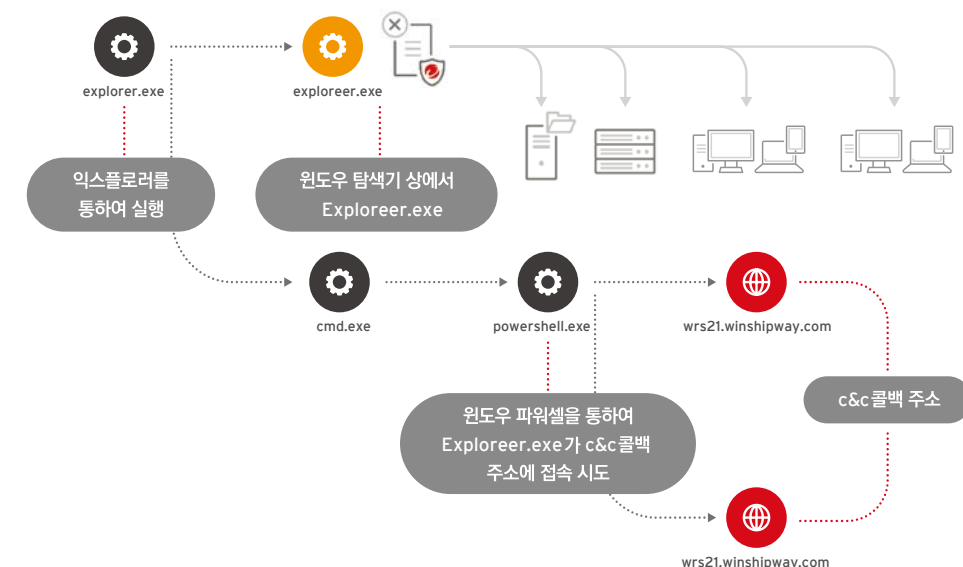 explorer.exe
exploreer.exe
익스플로러를
통하여 실행
윈도우 탐색기 상에서
Exploreer.exe
cmd.exe
powershell.exe
wrs21.winshipway.com
c&c콜백 주소
윈도우 파워셸을 통하여
Exploreer.exe가 c&c콜백
주소에 접속 시도
wrs21.winshipway.com